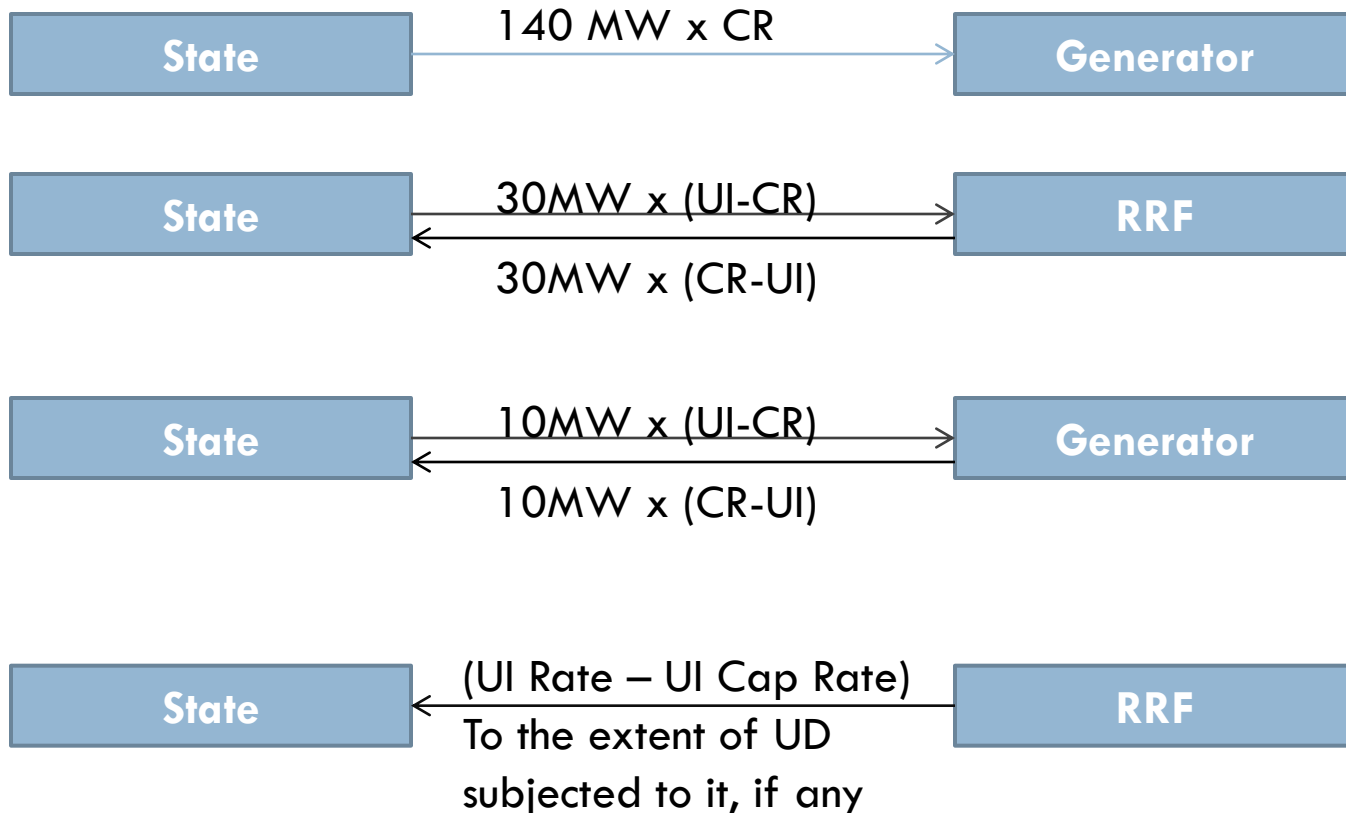 140 MW x CR
State
Generator
30MW x (UI-CR)
State
RRF
30MW x (CR-UI)
10MW x (UI-CR)
State
Generator
10MW x (CR-UI)
(UI Rate – UI Cap Rate)
State
RRF
To the extent of UD
subjected to it, if any